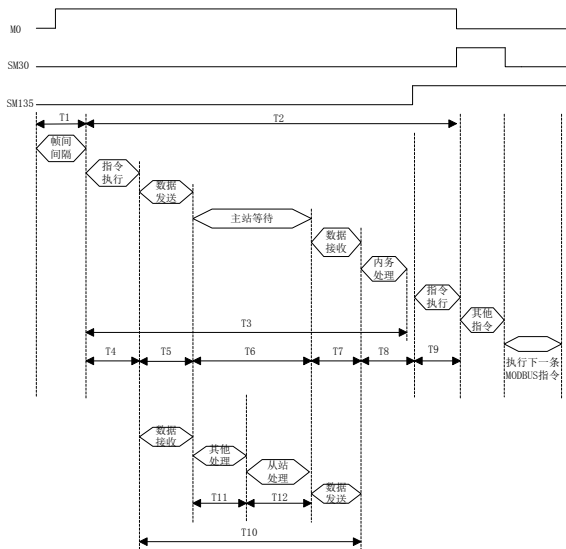 M0
SM30
SM135
T1
T2
帧间
间隔
指令
执行
数据
发送
主站等待
数据
接收
内务
处理
指令
执行
其他
指令
T3
T4
T5
T6
T7
T8
T9
执行下一条
MODBUS指令
数据
接收
其他
处理
从站
处理
数据
发送
T11
T12
T10